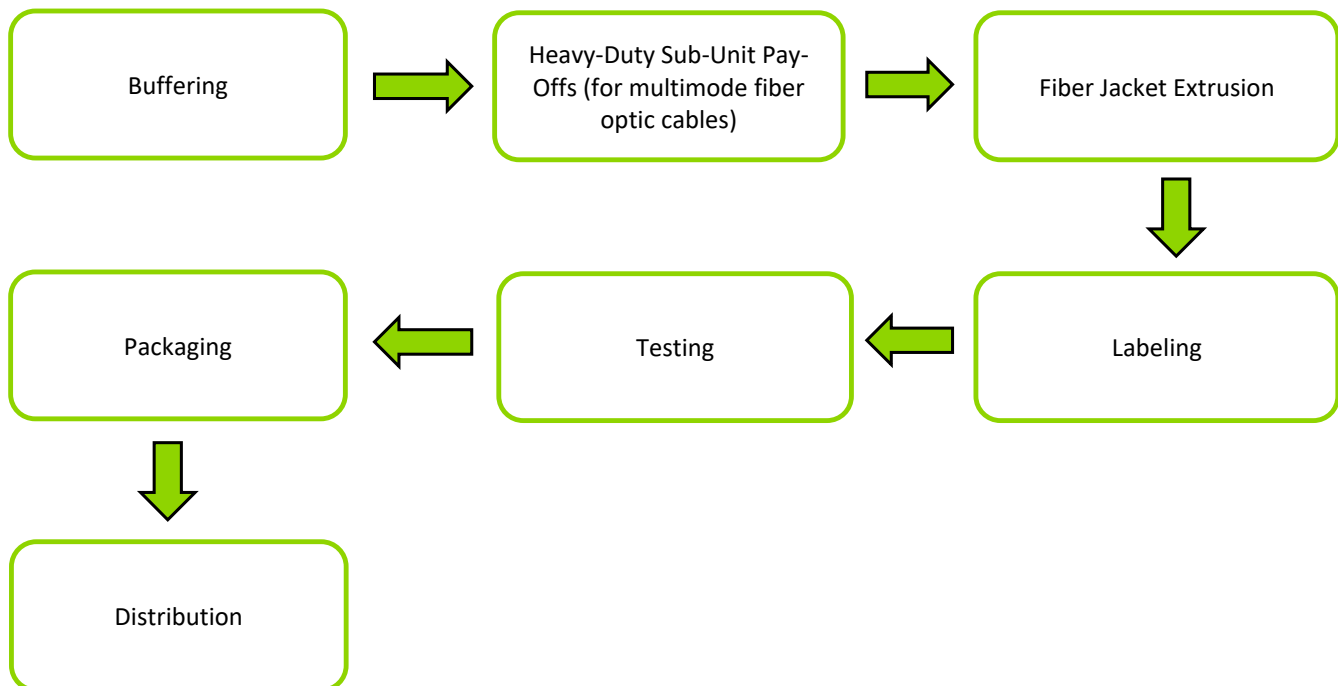 Buffering
Heavy-Duty Sub-Unit Pay-
Offs (for multimode fiber
optic cables)
Fiber Jacket Extrusion
Labeling
Testing
Packaging
Distribution